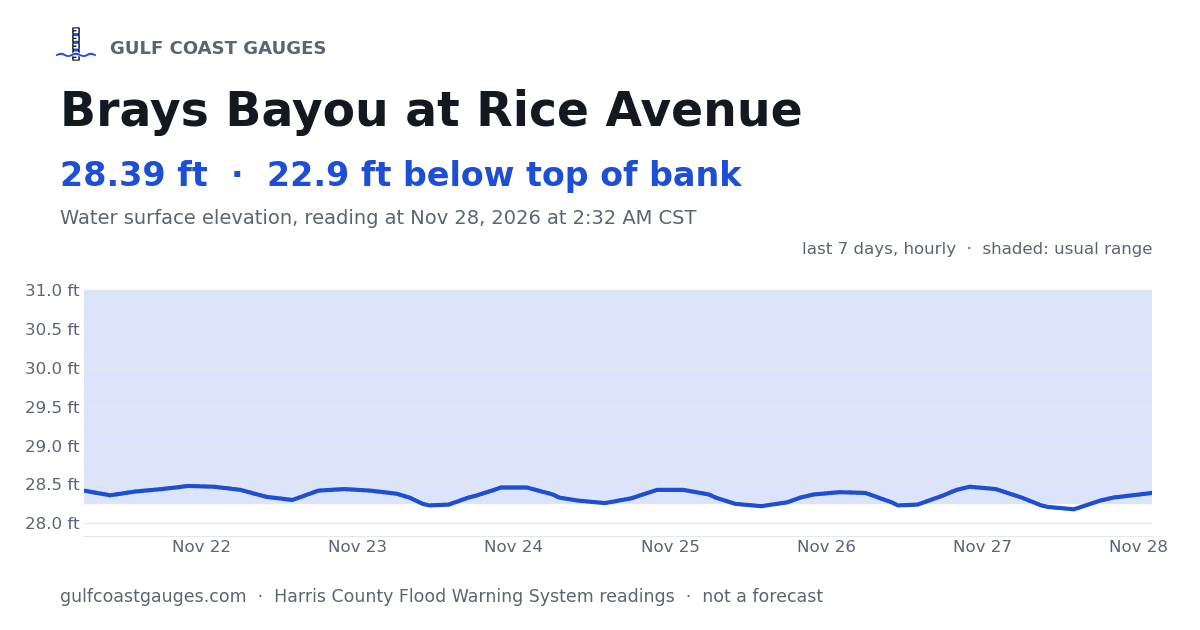 GULF COAST GAUGES
Brays Bayou at Rice Avenue
28.39 ft · 22.9 ft below top of bank
Water surface elevation, reading at Nov 28, 2026 at 2:32 AM CST
last 7 days, hourly · shaded: usual range
31.0 ft
30.5 ft
30.0 ft
29.5 ft
29.0 ft
28.5 ft
28.0 ft
Nov 22 Nov 23 Nov 24 Nov 25 Nov 26 Nov 27 Nov 28
gulfcoastgauges.com · Harris County Flood Warning System readings · not a forecast